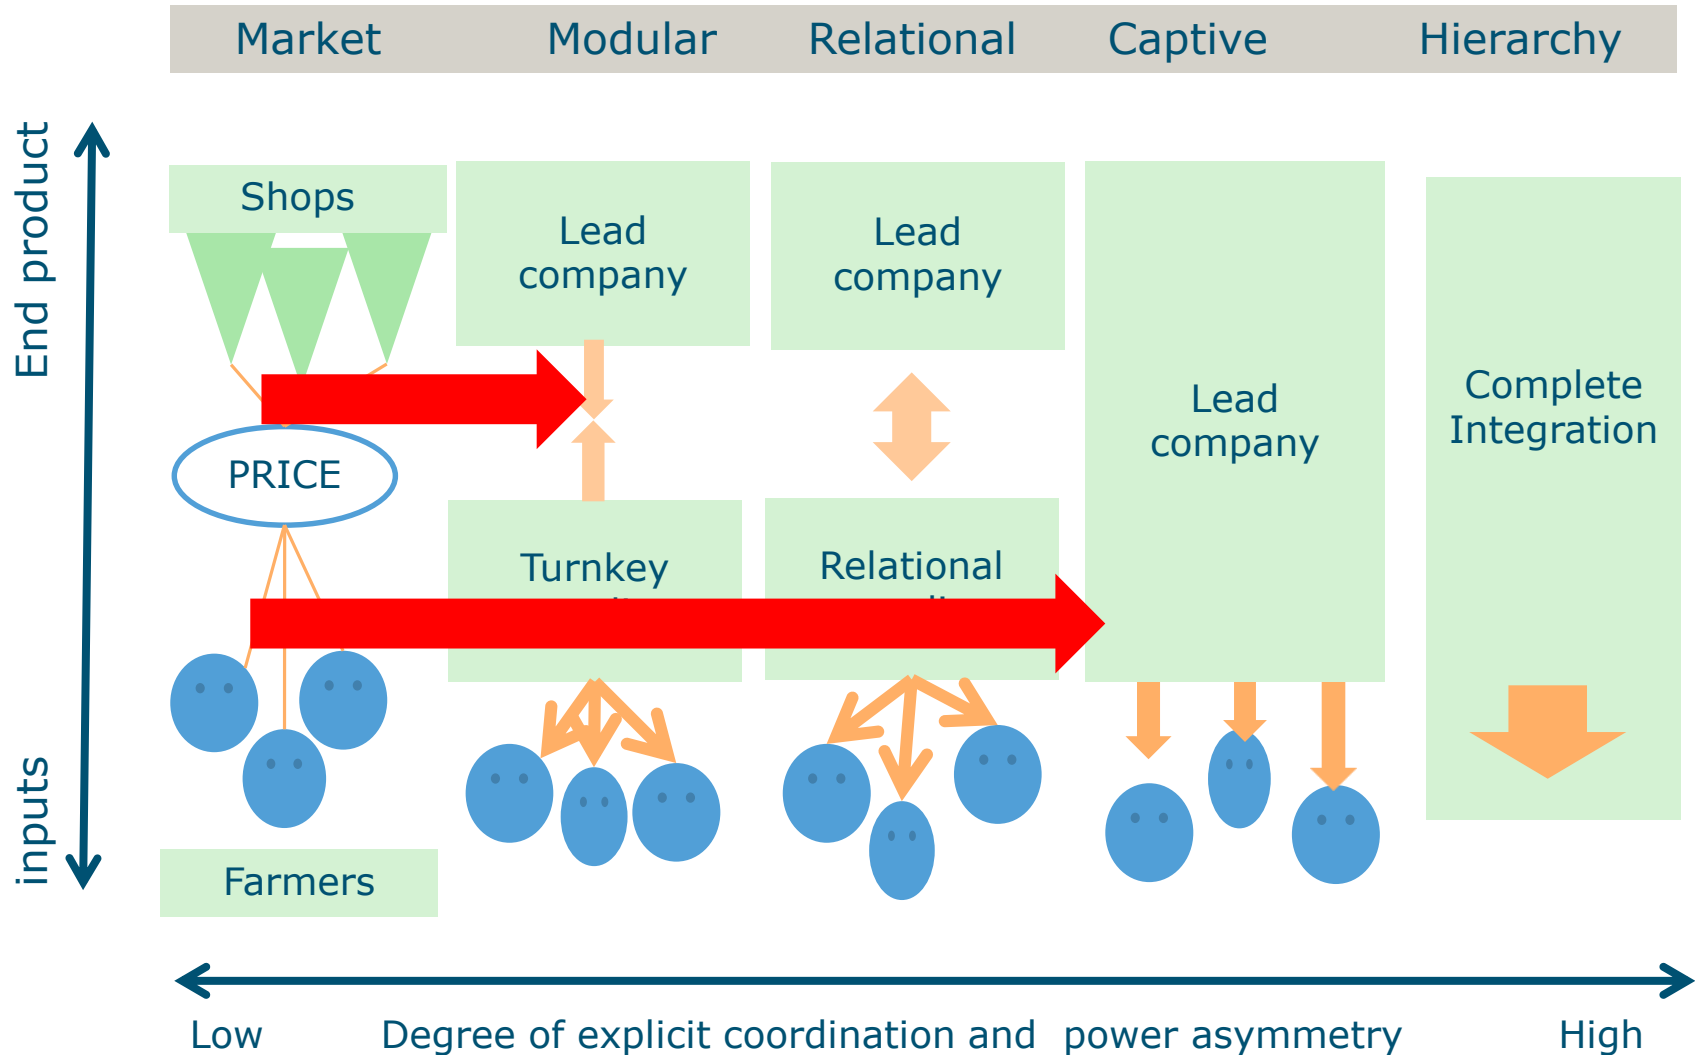 Market Modular Relational Captive Hierarchy
End product
inputs
Shops
PRICE
Farmers
Lead
company
Turnkey
Lead
company
Relational
Lead
company
Complete
Integration
Low Degree of explicit coordination and power asymmetry High